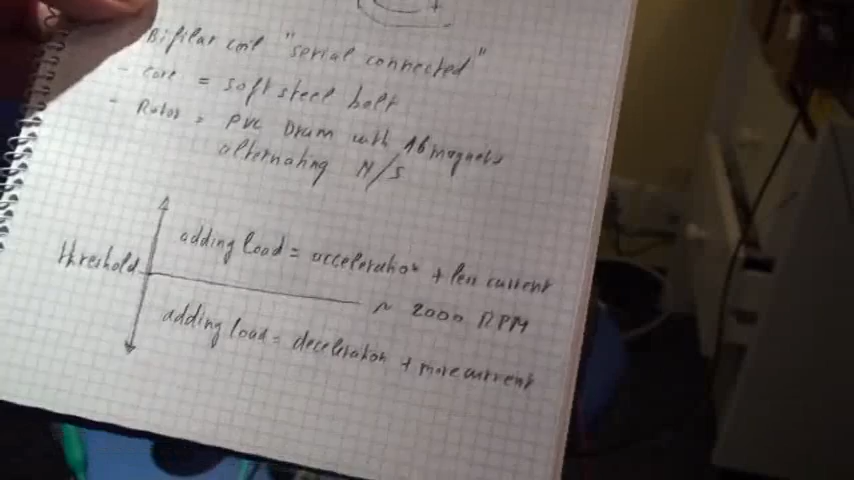 Bifilar coil "serial connected"
- Core = soft steel bolt
- Rotor = PVC Drum with 16 magnets
alternating N/S
adding load = acceleration + less current
threshold
~ 2000 RPM
adding load = deceleration + more current